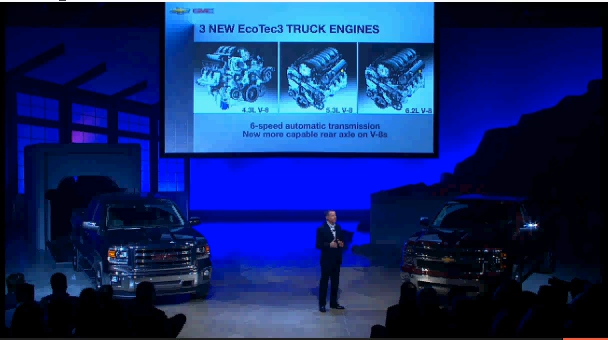 GMC
3 NEW EcoTec3 TRUCK ENGINES
4.3L
5.3L V-8
6.2L V-8
6-speed automatic transmission
New more capable rear axle on V-8s